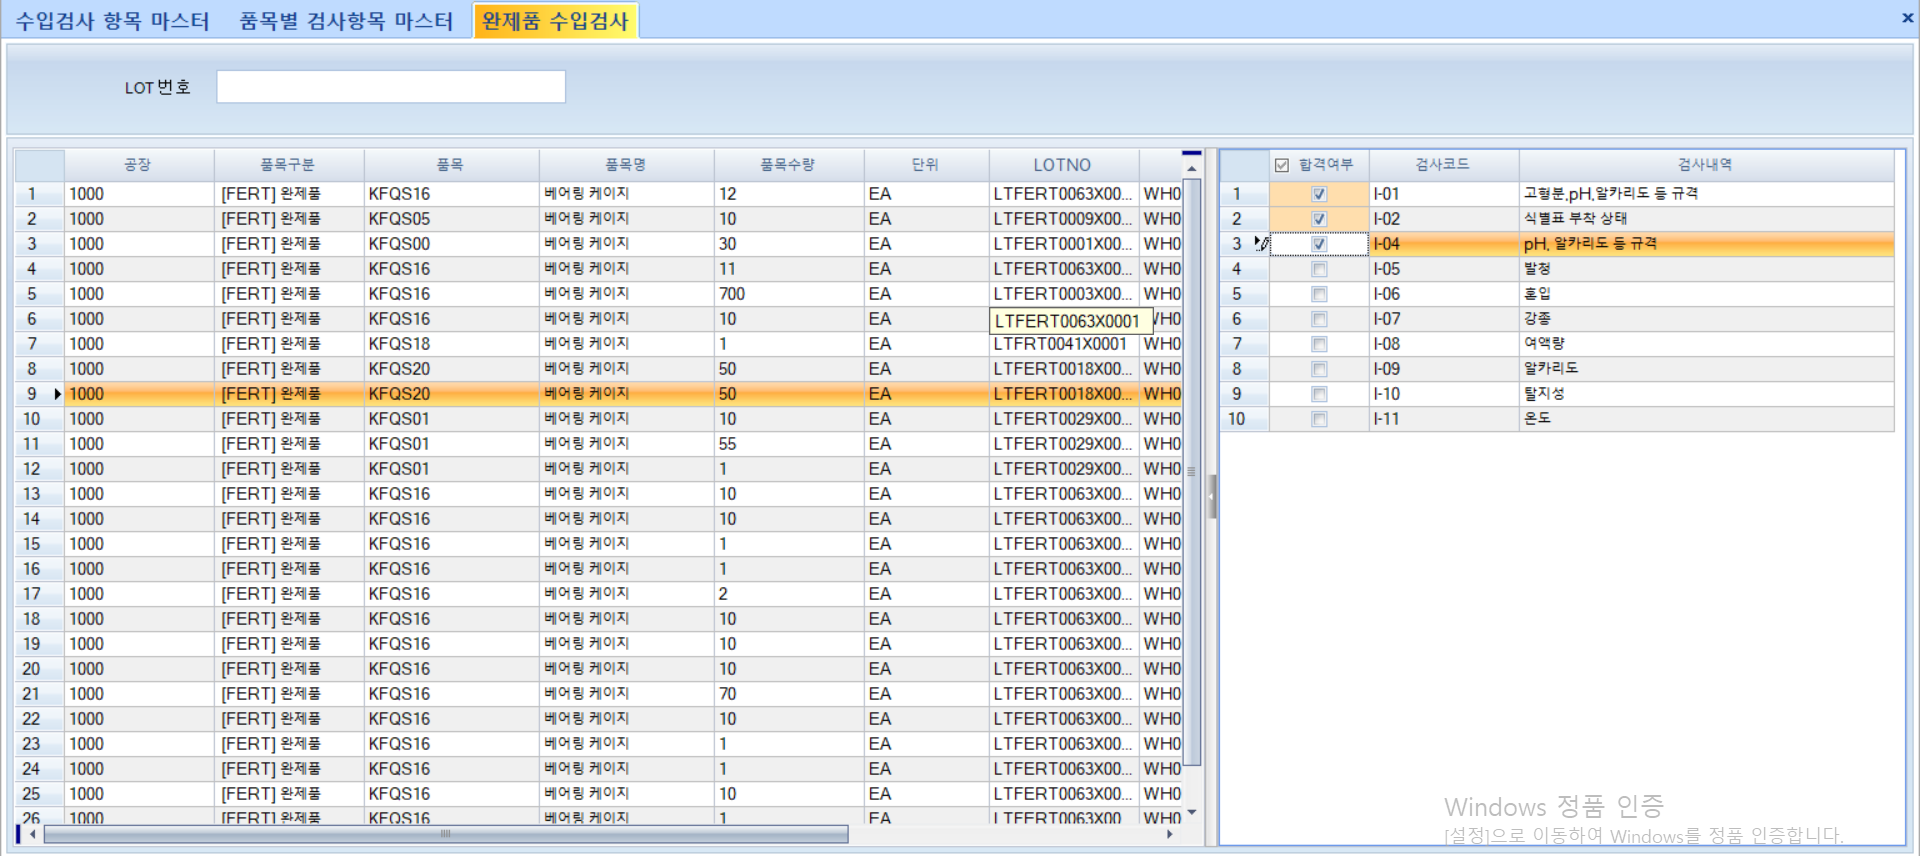 수입검사 항목 마스터 품목별 검사항목 마스터 완제품 수입검사
LOT번호
공장 품목구분 품목 품목명 품목수량 단위 LOTNO
1 1000 [FERT] 완제품 KFQS16 베어링 케이지 12 EA LTFERT0063X00... WH0
2 1000 [FERT] 완제품 KFQS05 베어링 케이지 10 EA LTFERT0009X00... WH0
3 1000 [FERT] 완제품 KFQS00 베어링 케이지 30 EA LTFERT0001X00... WH0
4 1000 [FERT] 완제품 KFQS16 베어링 케이지 11 EA LTFERT0063X00... WH0
5 1000 [FERT] 완제품 KFQS16 베어링 케이지 700 EA LTFERT0003X00... WH0
6 1000 [FERT] 완제품 KFQS16 베어링 케이지 10 EA LTFERT0063X0001 WH0
7 1000 [FERT] 완제품 KFQS18 베어링 케이지 1 EA LTFRT0041X0001 WH0
8 1000 [FERT] 완제품 KFQS20 베어링 케이지 50 EA LTFERT0018X00... WH0
9 1000 [FERT] 완제품 KFQS20 베어링 케이지 50 EA LTFERT0018X00... WH0
10 1000 [FERT] 완제품 KFQS01 베어링 케이지 10 EA LTFERT0029X00... WH0
11 1000 [FERT] 완제품 KFQS01 베어링 케이지 55 EA LTFERT0029X00... WH0
12 1000 [FERT] 완제품 KFQS01 베어링 케이지 1 EA LTFERT0029X00... WH0
13 1000 [FERT] 완제품 KFQS16 베어링 케이지 10 EA LTFERT0063X00... WH0
14 1000 [FERT] 완제품 KFQS16 베어링 케이지 10 EA LTFERT0063X00... WH0
15 1000 [FERT] 완제품 KFQS16 베어링 케이지 1 EA LTFERT0063X00... WH0
16 1000 [FERT] 완제품 KFQS16 베어링 케이지 1 EA LTFERT0063X00... WH0
17 1000 [FERT] 완제품 KFQS16 베어링 케이지 2 EA LTFERT0063X00... WH0
18 1000 [FERT] 완제품 KFQS16 베어링 케이지 10 EA LTFERT0063X00... WH0
19 1000 [FERT] 완제품 KFQS16 베어링 케이지 10 EA LTFERT0063X00... WH0
20 1000 [FERT] 완제품 KFQS16 베어링 케이지 10 EA LTFERT0063X00... WH0
21 1000 [FERT] 완제품 KFQS16 베어링 케이지 70 EA LTFERT0063X00... WH0
22 1000 [FERT] 완제품 KFQS16 베어링 케이지 10 EA LTFERT0063X00... WH0
23 1000 [FERT] 완제품 KFQS16 베어링 케이지 1 EA LTFERT0063X00... WH0
24 1000 [FERT] 완제품 KFQS16 베어링 케이지 1 EA LTFERT0063X00... WH0
25 1000 [FERT] 완제품 KFQS16 베어링 케이지 10 EA LTFERT0063X00... WH0
26 1000 [FERT] 완제품 KFQS16 베어링 케이지 1 EA LTFERT0063X00 WH0
합격여부 검사코드 검사내역
1 I-01 고형분,pH,알카리도 등 규격
2 I-02 식별표 부착 상태
3 I-04 pH, 알카리도 등 규격
4 I-05 발청
5 I-06 혼입
6 I-07 강종
7 I-08 여액량
8 I-09 알카리도
9 I-10 탈지성
10 I-11 온도
Windows 정품 인증
[설정]으로 이동하여 Windows를 정품 인증합니다.